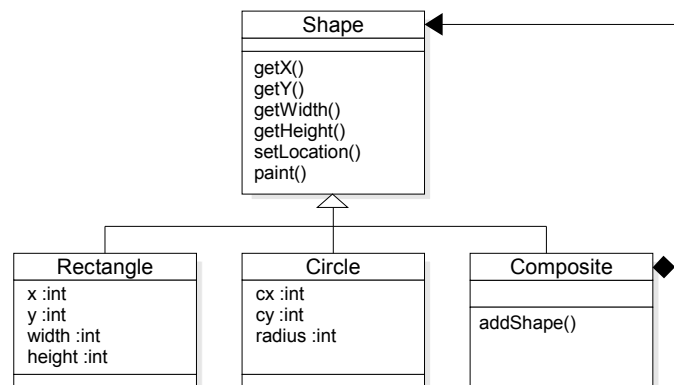 Shape
getX()
getY()
getWidth()
getHeight()
setLocation()
paint()
Rectangle
x :int
y :int
width :int
height :int
Circle
cx :int
cy :int
radius :int
Composite
addShape()